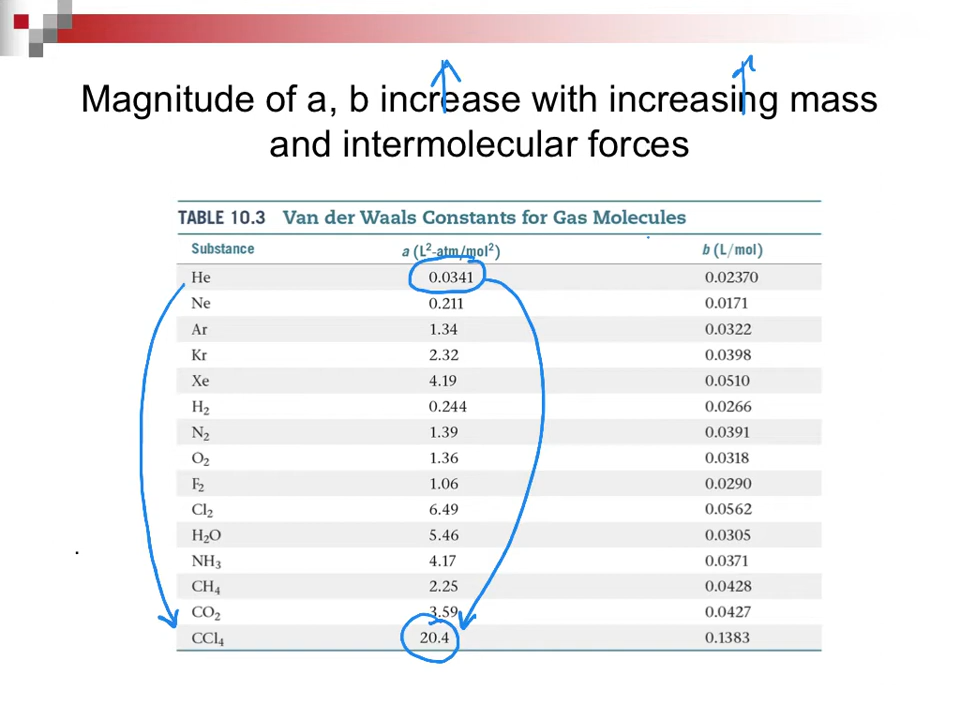 Magnitude of a, b increase with increasing mass
and intermolecular forces
TABLE 10.3 Van der Waals Constants for Gas Molecules
Substance a (L²-atm/mol²) b (L/mol)
He 0.0341 0.02370
Ne 0.211 0.0171
Ar 1.34 0.0322
Kr 2.32 0.0398
Xe 4.19 0.0510
H₂ 0.244 0.0266
N₂ 1.39 0.0391
O₂ 1.36 0.0318
F₂ 1.06 0.0290
Cl₂ 6.49 0.0562
H₂O 5.46 0.0305
NH₃ 4.17 0.0371
CH₄ 2.25 0.0428
CO₂ 3.59 0.0427
CCl₄ 20.4 0.1383